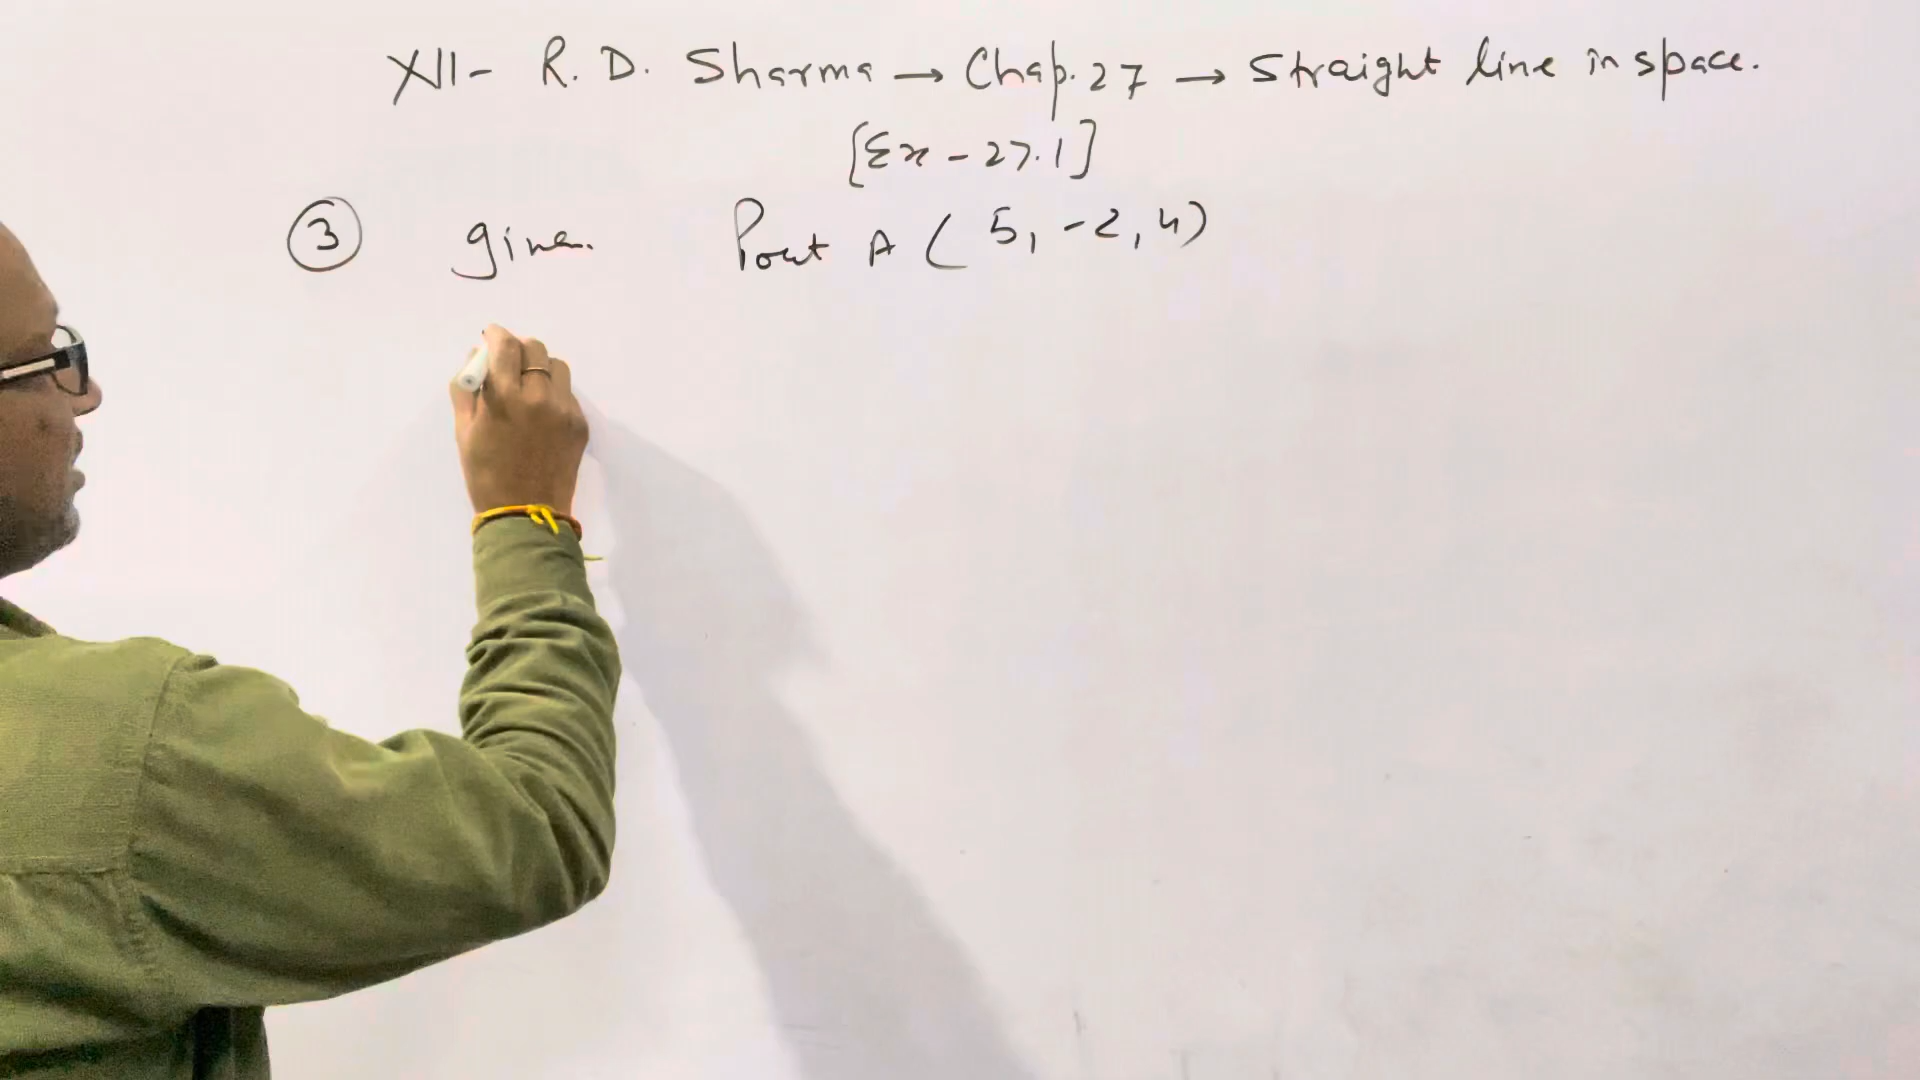 XII - R. D. Sharma → Chap. 27 → Straight line in space.
[Ex - 27.1]
③ given. Point A ( 5, -2, 4)